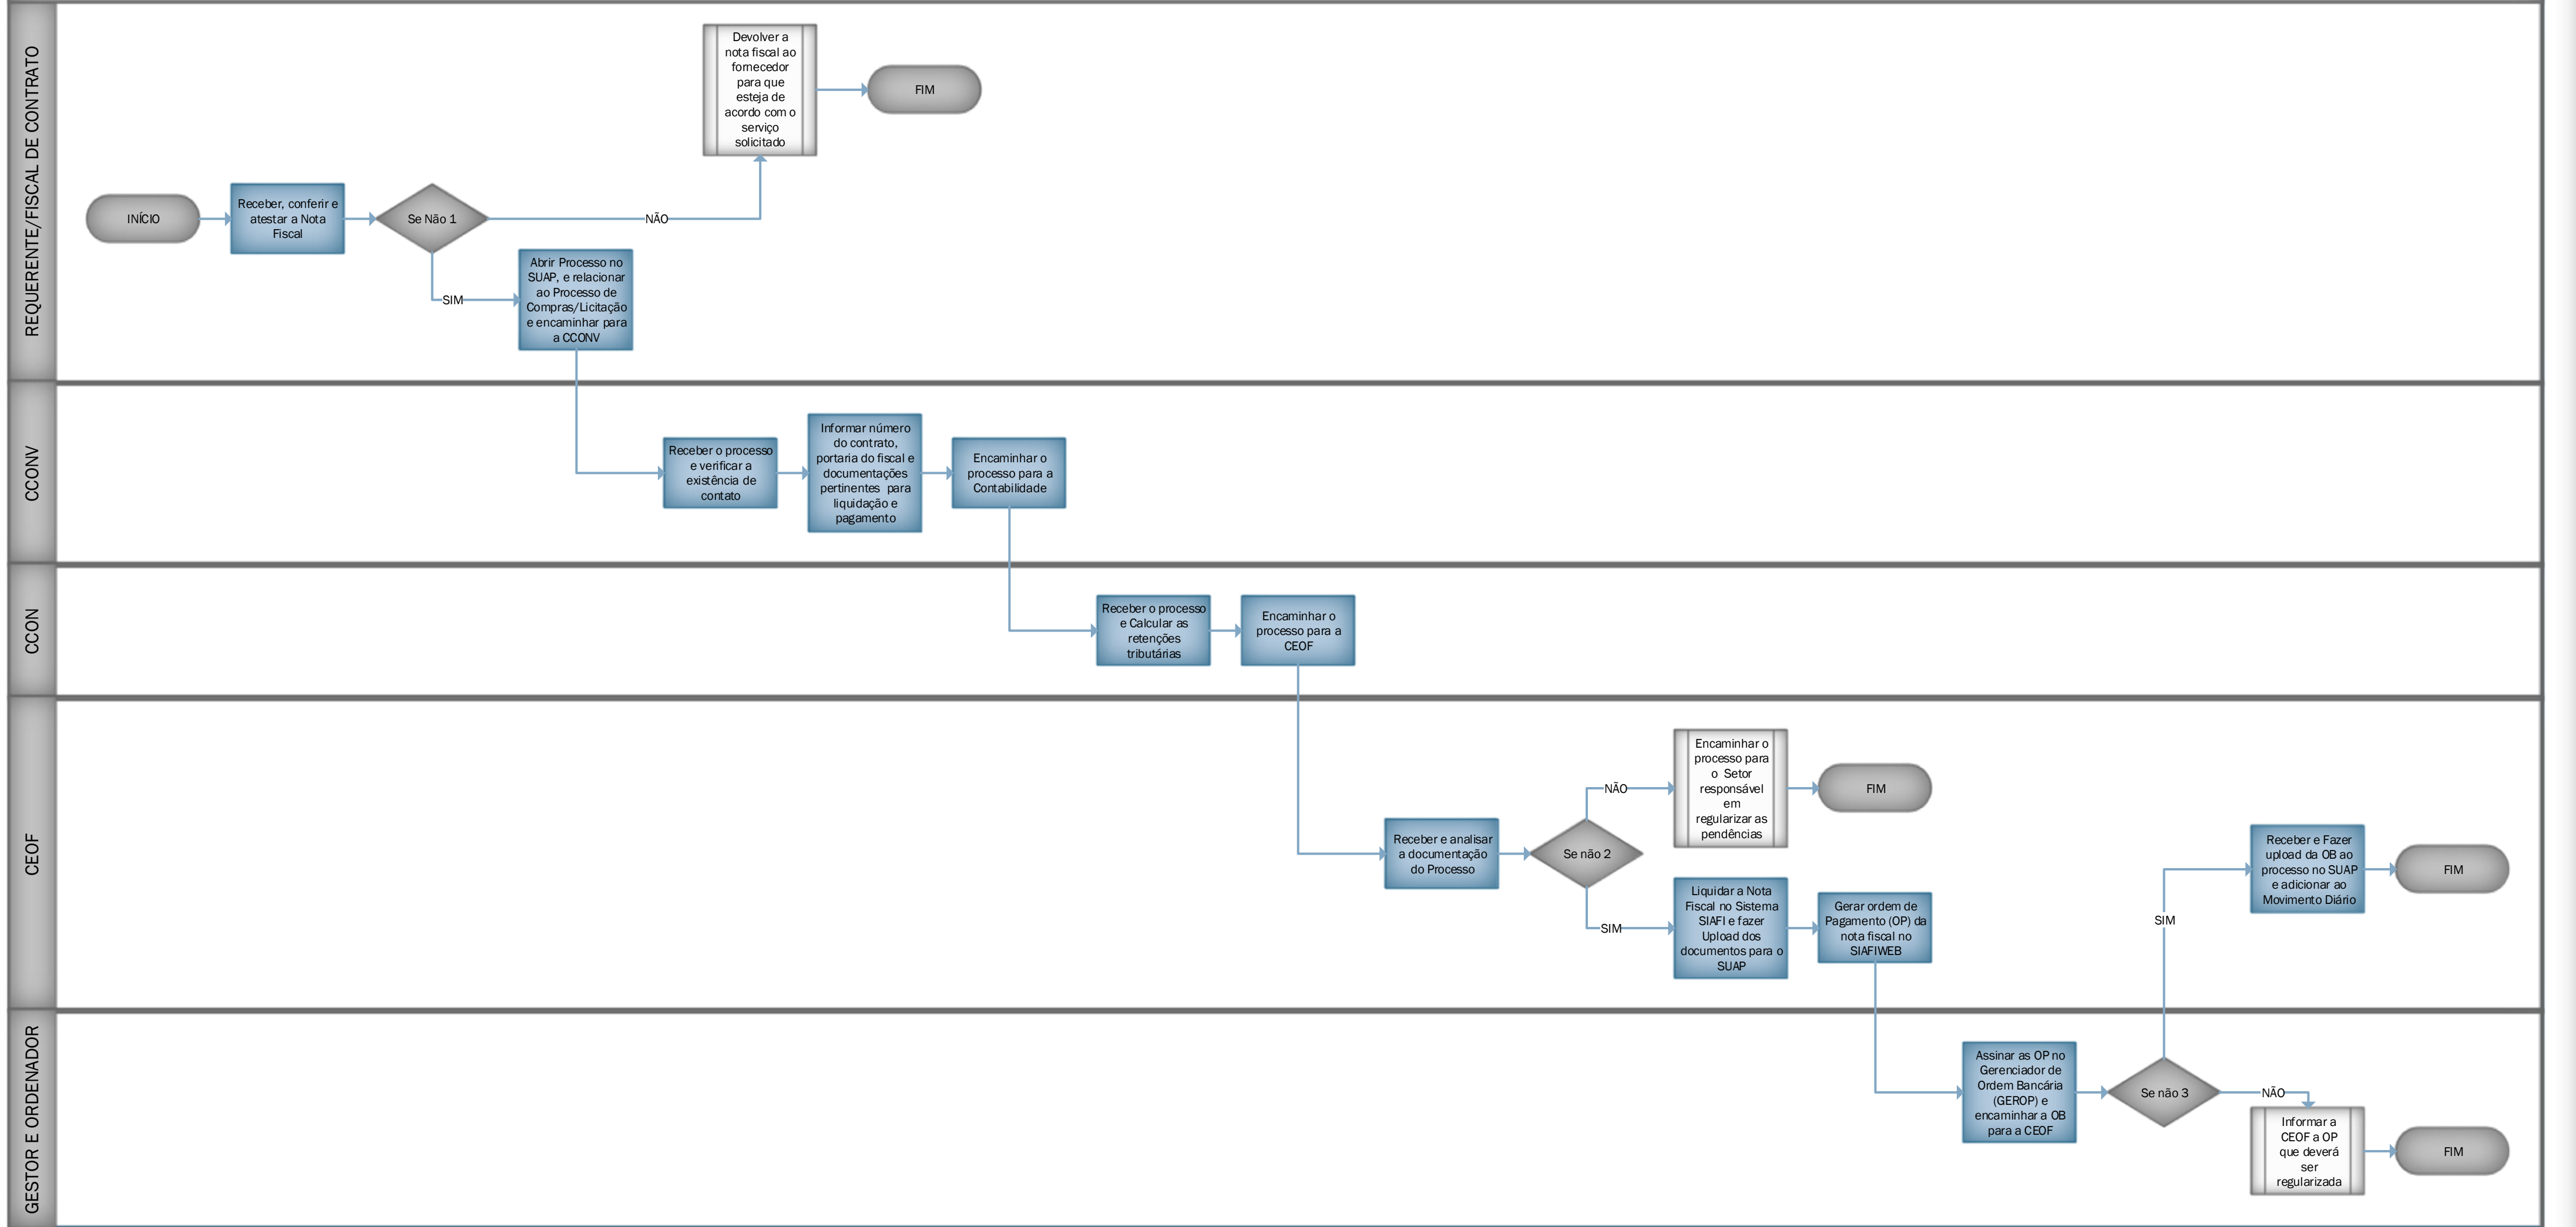 REQUERENTE/FISCAL DE CONTRATO
INÍCIO
Receber, conferir e
atestar a Nota
Fiscal
Se Não 1
NÃO
Devolver a
nota fiscal ao
fornecedor
para que
esteja de
acordo com o
serviço
solicitado
FIM
SIM
Abrir Processo no
SUAP, e relacionar
ao Processo de
Compras/Licitação
e encaminhar para
a CCONV
CCONV
Receber o processo
e verificar a
existência de
contato
Informar número
do contrato,
portaria do fiscal e
documentações
pertinentes para
liquidação e
pagamento
Encaminhar o
processo para a
Contabilidade
CCON
Receber o processo
e Calcular as
retenções
tributárias
Encaminhar o
processo para a
CEOF
CEOF
Receber e analisar
a documentação
do Processo
Se não 2
NÃO
Encaminhar o
processo para
o Setor
responsável
em
regularizar as
pendências
FIM
SIM
Liquidar a Nota
Fiscal no Sistema
SIAFI e fazer
Upload dos
documentos para o
SUAP
Gerar ordem de
Pagamento (OP) da
nota fiscal no
SIAFIWEB
SIM
Receber e Fazer
upload da OB ao
processo no SUAP
e adicionar ao
Movimento Diário
FIM
GESTOR E ORDENADOR
Assinar as OP no
Gerenciador de
Ordem Bancária
(GEROP) e
encaminhar a OB
para a CEOF
Se não 3
NÃO
Informar a
CEOF a OP
que deverá
ser
regularizada
FIM